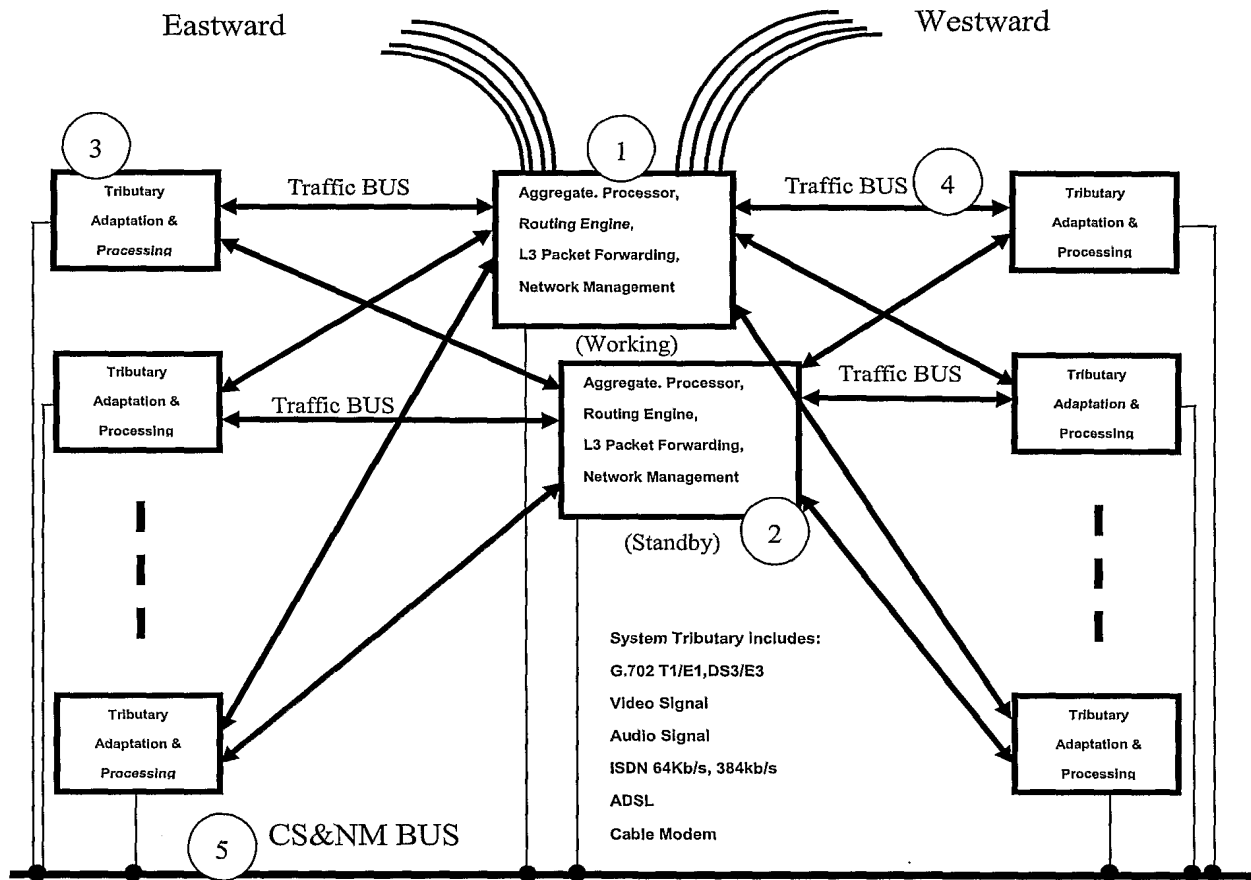 Eastward
Westward
3
1
4
Tributary
Adaptation &
Processing
Traffic BUS
Aggregate. Processor,
Routing Engine,
L3 Packet Forwarding,
Network Management
Traffic BUS
Tributary
Adaptation &
Processing
(Working)
Tributary
Adaptation &
Processing
Traffic BUS
Aggregate. Processor,
Routing Engine,
L3 Packet Forwarding,
Network Management
Traffic BUS
Tributary
Adaptation &
Processing
2
(Standby)
System Tributary includes:
G.702 T1/E1,DS3/E3
Video Signal
Audio Signal
ISDN 64Kb/s, 384kb/s
ADSL
Cable Modem
Tributary
Adaptation &
Processing
Tributary
Adaptation &
Processing
5
CS&NM BUS